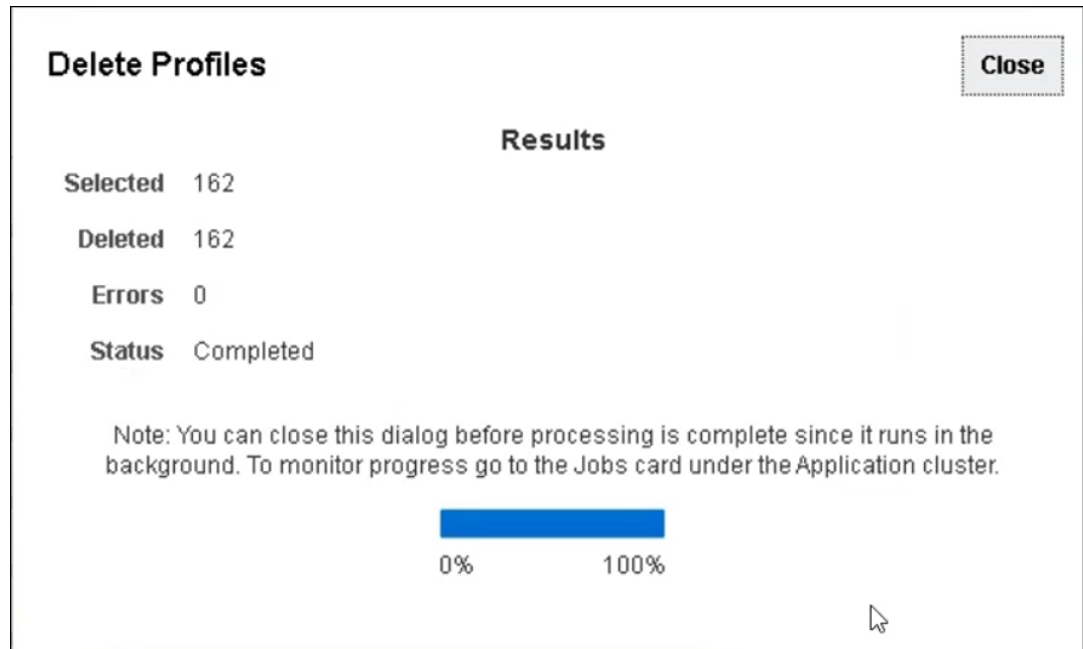 Delete Profiles
Close
Results
Selected 162
Deleted 162
Errors 0
Status Completed
Note: You can close this dialog before processing is complete since it runs in the
background. To monitor progress go to the Jobs card under the Application cluster.
0% 100%